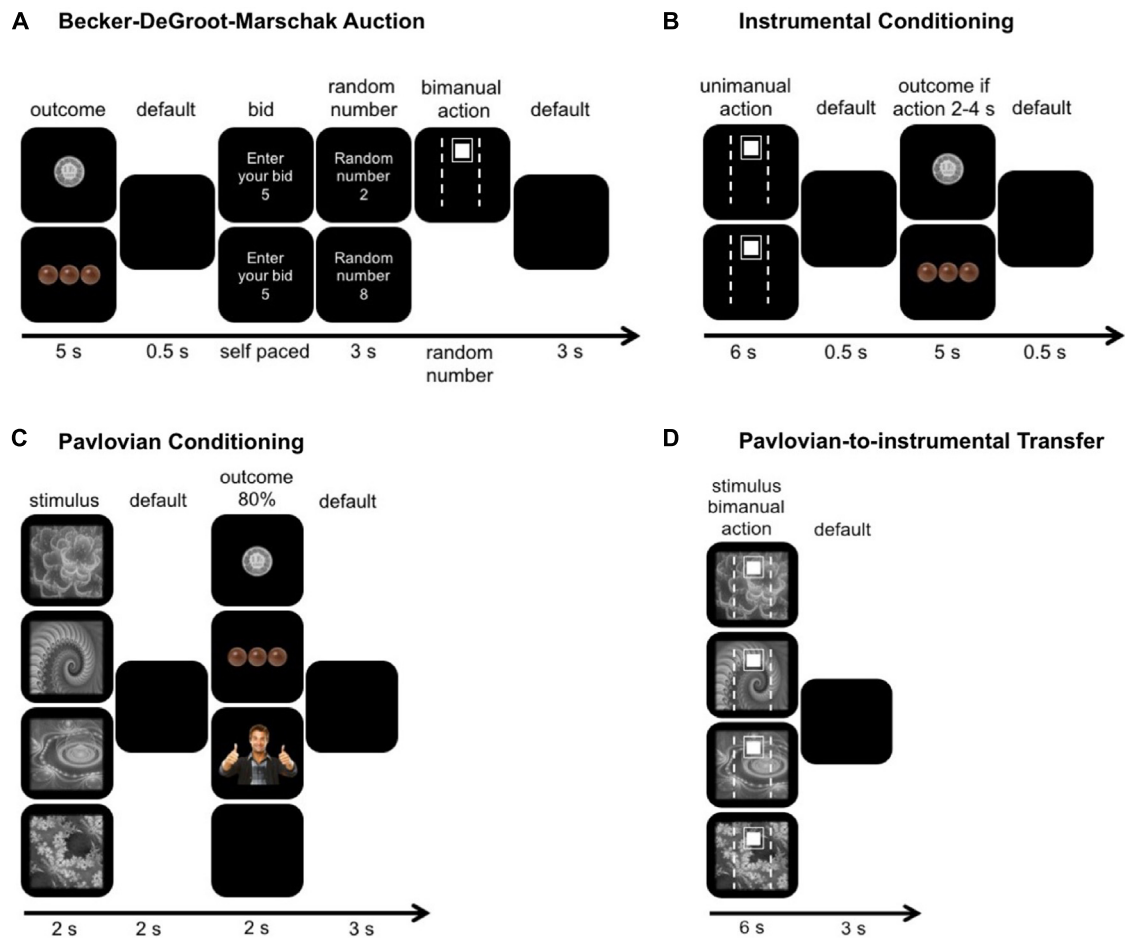 A Becker-DeGroot-Marschak Auction
outcome
default
bid
random
number
bimanual
action
default
Enter
your bid
5
Random
number
2
Enter
your bid
5
Random
number
8
5 s
0.5 s
self paced
3 s
random
number
3 s
B Instrumental Conditioning
unimanual
action
default
outcome if
action 2-4 s
default
6 s
0.5 s
5 s
0.5 s
C Pavlovian Conditioning
stimulus
default
outcome
80%
default
2 s
2 s
2 s
3 s
D Pavlovian-to-instrumental Transfer
stimulus
bimanual
action
default
6 s
3 s